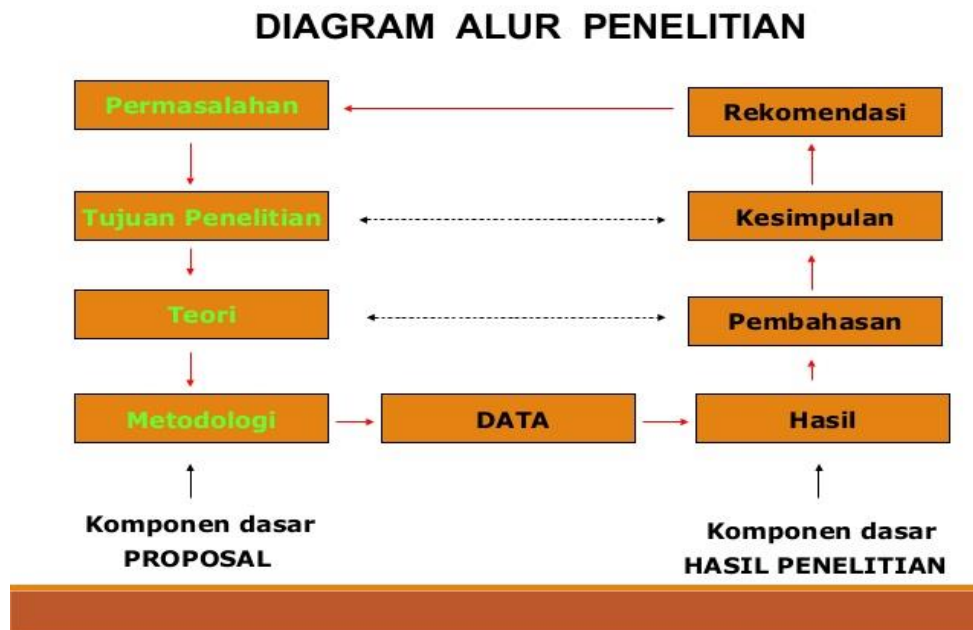 DIAGRAM ALUR PENELITIAN
Permasalahan
Rekomendasi
Tujuan Penelitian
Kesimpulan
Teori
Pembahasan
Metodologi
DATA
Hasil
Komponen dasar
PROPOSAL
Komponen dasar
HASIL PENELITIAN